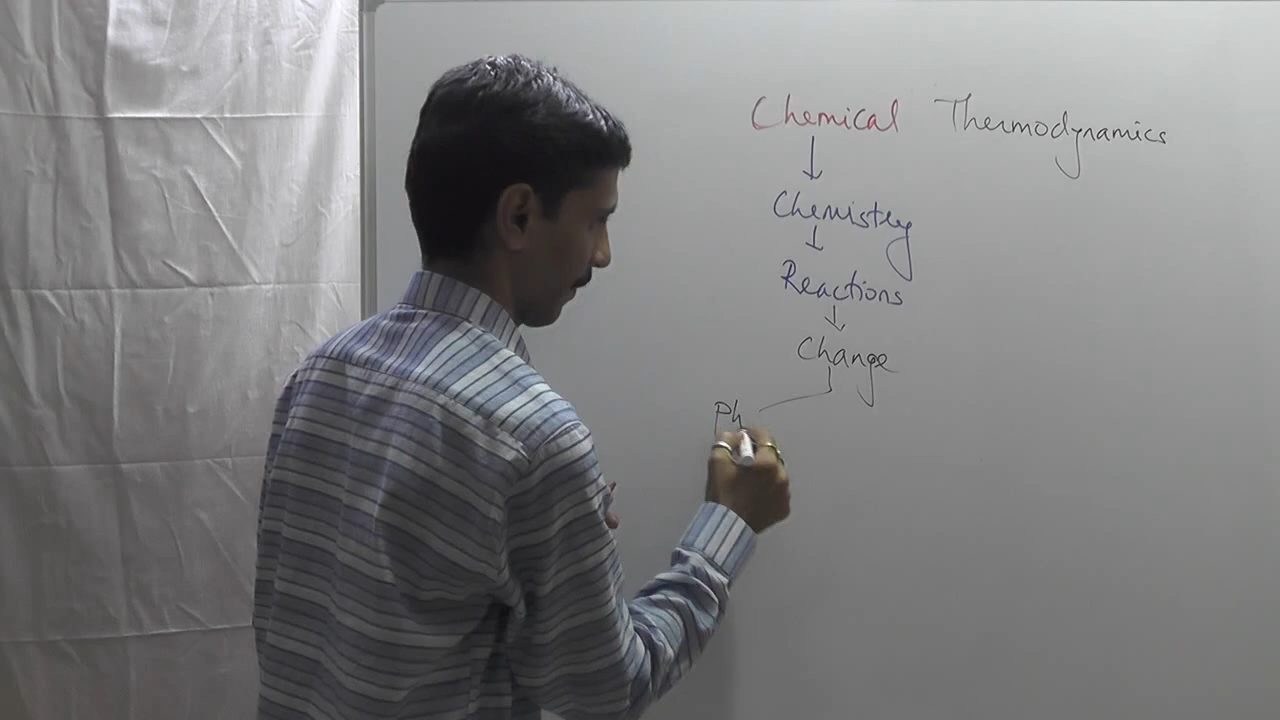 Chemical Thermodynamics
Chemistry
Reactions
Change
Ph